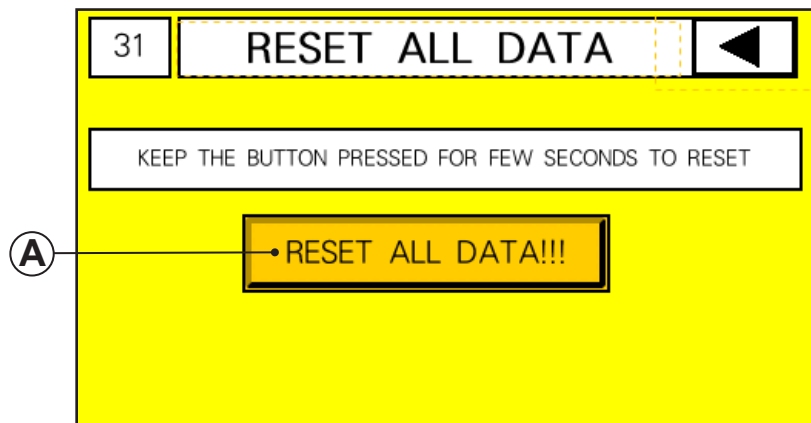 31
RESET ALL DATA
KEEP THE BUTTON PRESSED FOR FEW SECONDS TO RESET
A
RESET ALL DATA!!!